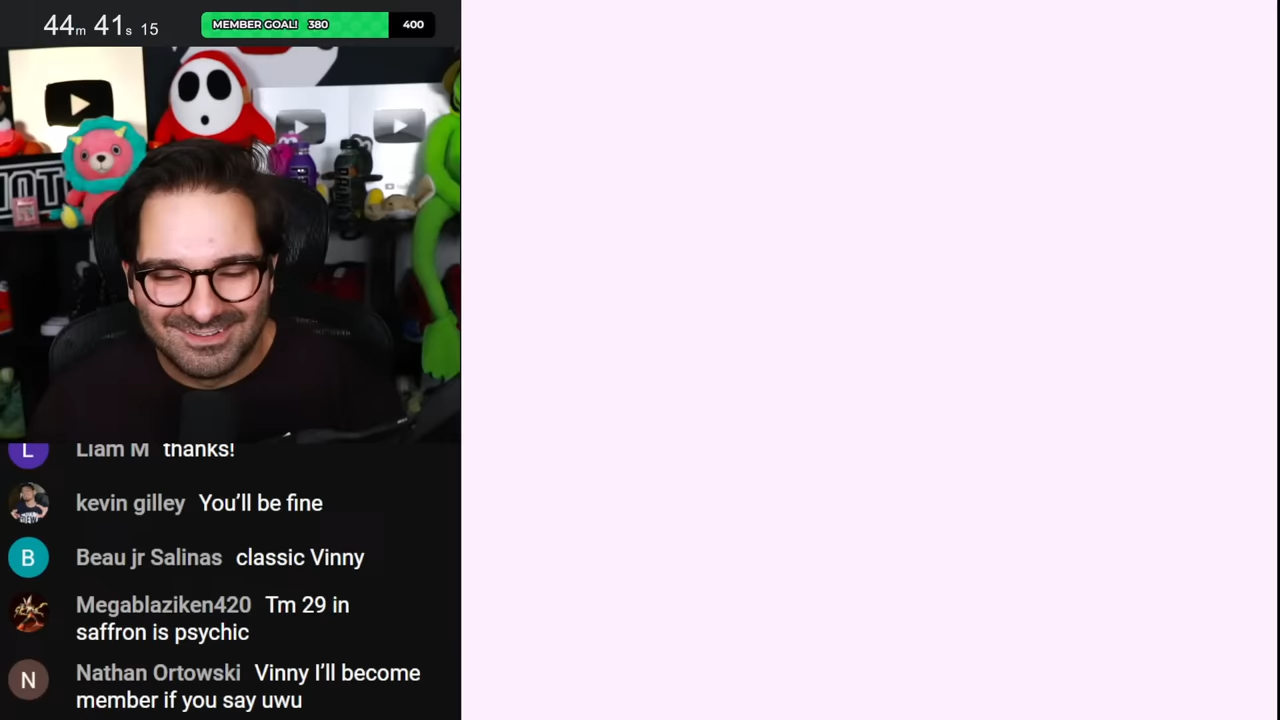 44m 41s 15
MEMBER GOAL! 380
400
L
Liam M thanks!
kevin gilley You'll be fine
B
Beau jr Salinas classic Vinny
Megablaziken420 Tm 29 in
saffron is psychic
N
Nathan Ortowski Vinny I'll become
member if you say uwu